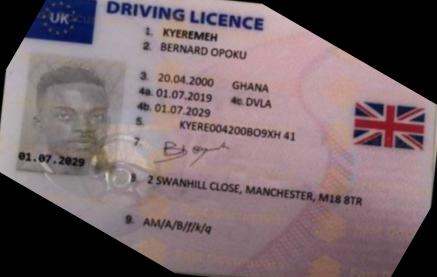 UK
DRIVING LICENCE
1. KYEREMEH
2. BERNARD OPOKU
3. 20.04.2000 GHANA
4a. 01.07.2019 4c. DVLA
4b. 01.07.2029
5. KYERE004200BO9XH 41
7.
01.07.2029
8. 2 SWANHILL CLOSE, MANCHESTER, M18 8TR
9. AM/A/B/f/k/q